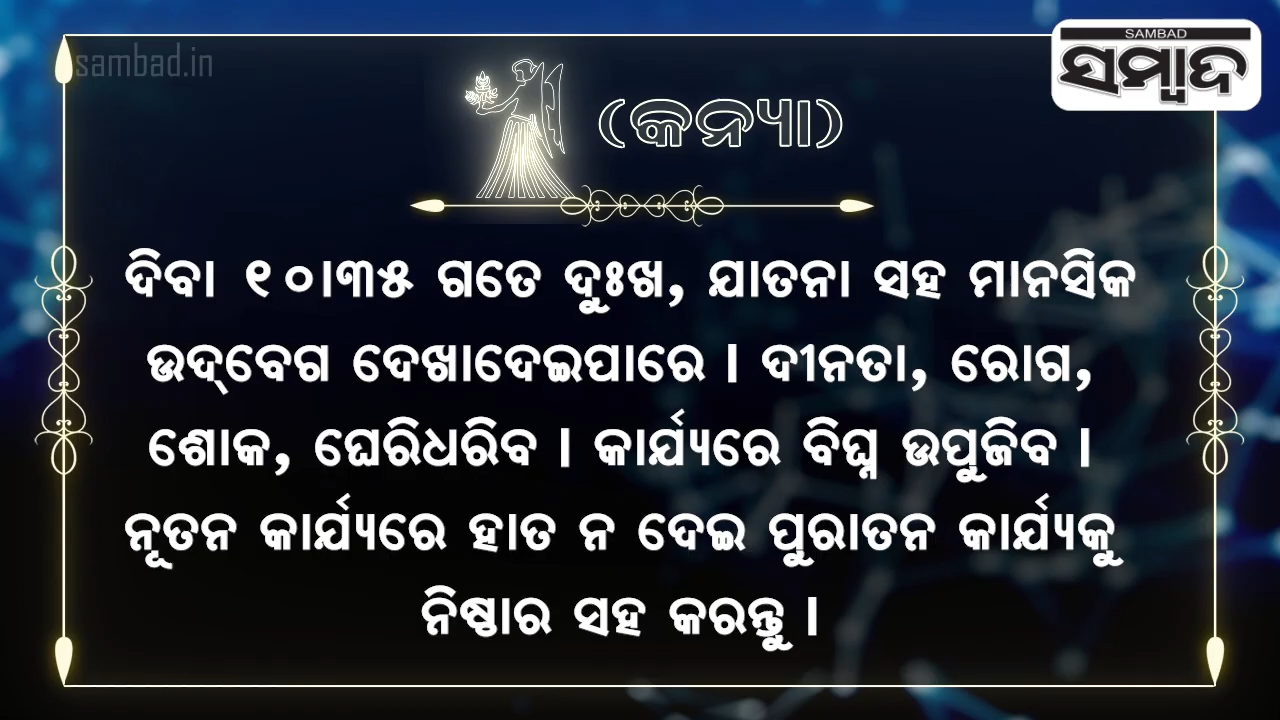 sambad.in
SAMBAD
ସମ୍ବାଦ
(କନ୍ୟା)
ଦିବା ୧୦।୩୫ ଗତେ ଦୁଃଖ, ଯାତନା ସହ ମାନସିକ
ଉଦ୍‌ବେଗ ଦେଖାଦେଇପାରେ । ଦୀନତା, ରୋଗ,
ଶୋକ, ଘେରିଧରିବ । କାର୍ଯ୍ୟରେ ବିଘ୍ନ ଉପୁଜିବ ।
ନୂତନ କାର୍ଯ୍ୟରେ ହାତ ନ ଦେଇ ପୁରାତନ କାର୍ଯ୍ୟକୁ
ନିଷ୍ଠାର ସହ କରନ୍ତୁ ।